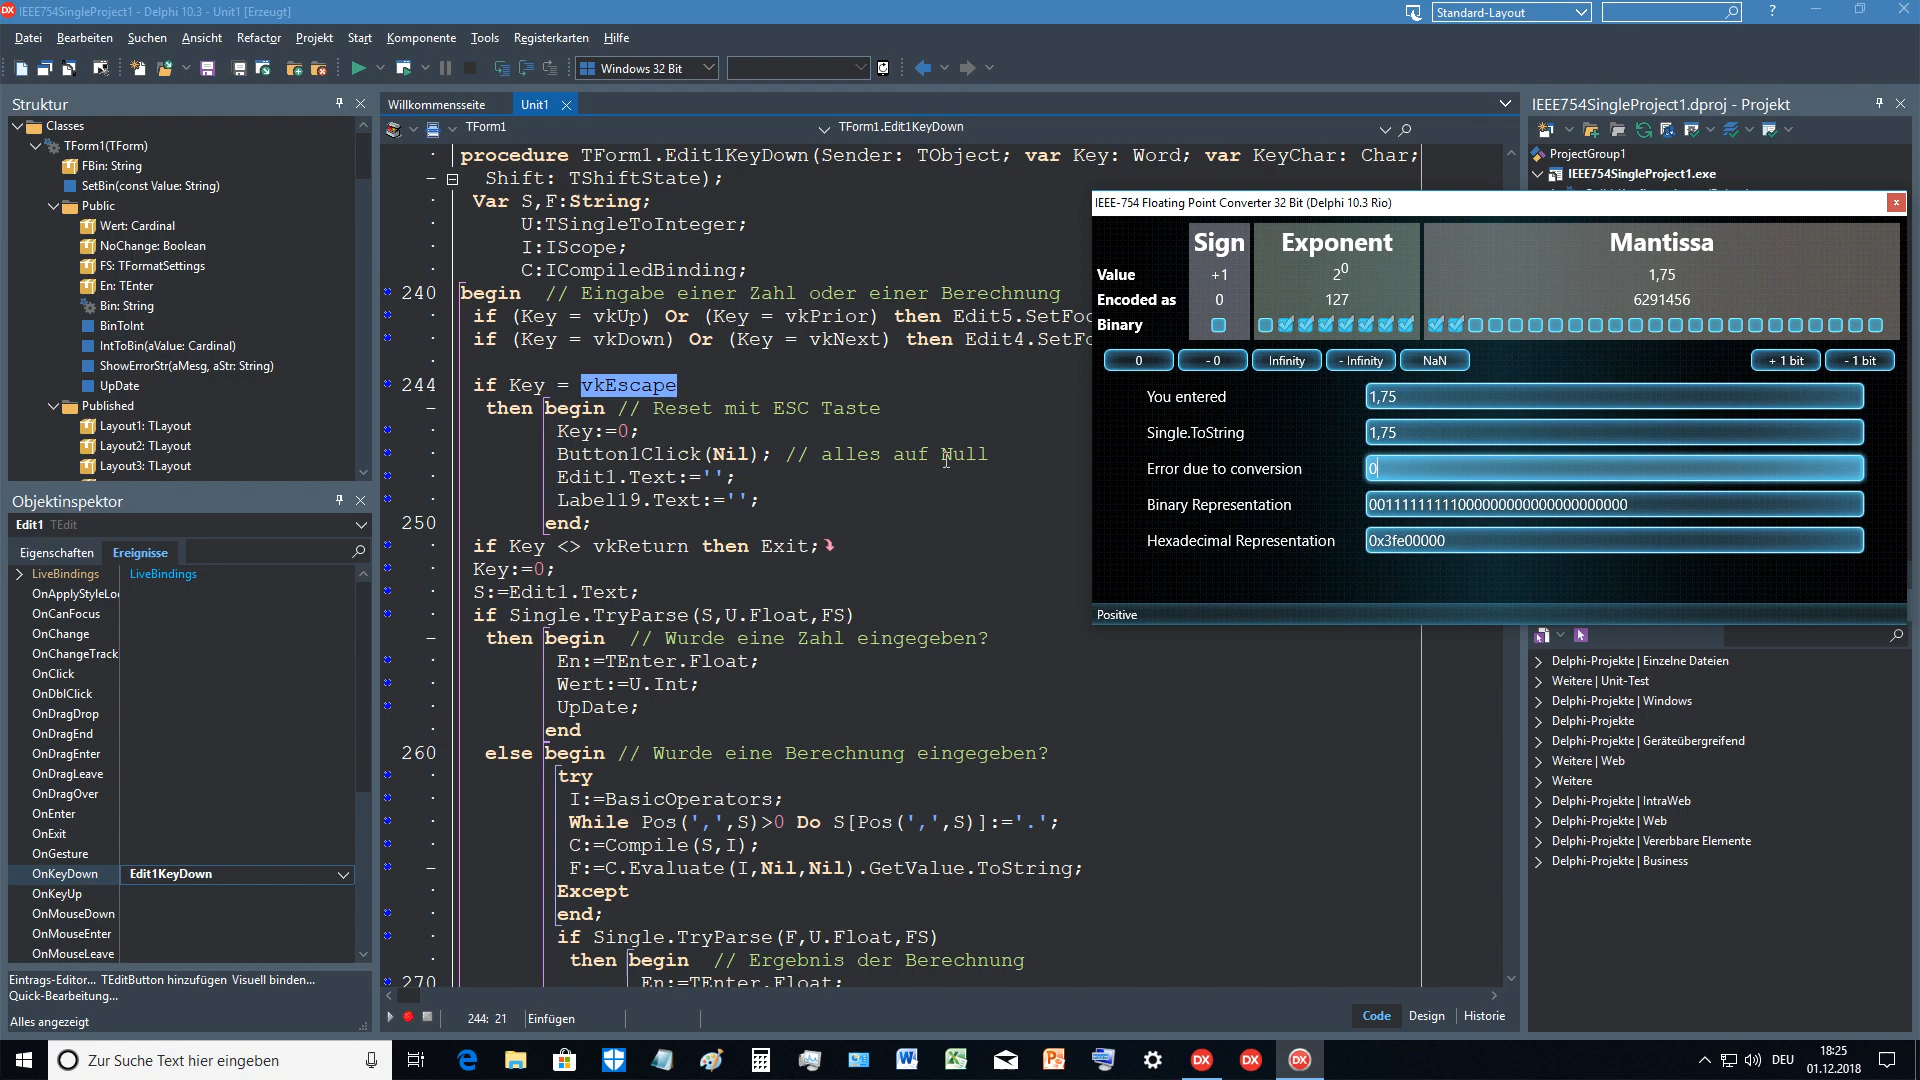 IEEE754SingleProject1 - Delphi 10.3 - Unit1 [Erzeugt]
Standard-Layout
Datei Bearbeiten Suchen Ansicht Refactor Projekt Start Komponente Tools Registerkarten Hilfe
Windows 32 Bit
Struktur
Classes
TForm1(TForm)
FBin: String
SetBin(const Value: String)
Public
Wert: Cardinal
NoChange: Boolean
FS: TFormatSettings
En: TEnter
Bin: String
BinToInt
IntToBin(aValue: Cardinal)
ShowErrorStr(aMesg, aStr: String)
UpDate
Published
Layout1: TLayout
Layout2: TLayout
Layout3: TLayout
Objektinspektor
Edit1 TEdit
Eigenschaften Ereignisse
LiveBindings LiveBindings
OnApplyStyleLo
OnCanFocus
OnChange
OnChangeTrack
OnClick
OnDblClick
OnDragDrop
OnDragEnd
OnDragEnter
OnDragLeave
OnDragOver
OnEnter
OnExit
OnGesture
OnKeyDown Edit1KeyDown
OnKeyUp
OnMouseDown
OnMouseEnter
OnMouseLeave
Eintrags-Editor... TEditButton hinzufügen Visuell binden...
Quick-Bearbeitung...
Alles angezeigt
Willkommensseite Unit1
TForm1 TForm1.Edit1KeyDown
procedure TForm1.Edit1KeyDown(Sender: TObject; var Key: Word; var KeyChar: Char;
Shift: TShiftState);
Var S,F:String;
U:TSingleToInteger;
I:IScope;
C:ICompiledBinding;
240 begin // Eingabe einer Zahl oder einer Berechnung
if (Key = vkUp) Or (Key = vkPrior) then Edit5.SetFoc
if (Key = vkDown) Or (Key = vkNext) then Edit4.SetFo
244 if Key = vkEscape
then begin // Reset mit ESC Taste
Key:=0;
Button1Click(Nil); // alles auf Null
Edit1.Text:='';
Label19.Text:='';
250 end;
if Key <> vkReturn then Exit;
Key:=0;
S:=Edit1.Text;
if Single.TryParse(S,U.Float,FS)
then begin // Wurde eine Zahl eingegeben?
En:=TEnter.Float;
Wert:=U.Int;
UpDate;
end
260 else begin // Wurde eine Berechnung eingegeben?
try
I:=BasicOperators;
While Pos(',',S)>0 Do S[Pos(',',S)]:='.';
C:=Compile(S,I);
F:=C.Evaluate(I,Nil,Nil).GetValue.ToString;
Except
end;
if Single.TryParse(F,U.Float,FS)
then begin // Ergebnis der Berechnung
270 En:=TEnter.Float;
244: 21 Einfügen
Code Design Historie
IEEE754SingleProject1.dproj - Projekt
ProjectGroup1
IEEE754SingleProject1.exe
IEEE-754 Floating Point Converter 32 Bit (Delphi 10.3 Rio)
Sign Exponent Mantissa
Value +1 2^0 1,75
Encoded as 0 127 6291456
Binary
0 - 0 Infinity - Infinity NaN + 1 bit - 1 bit
You entered 1,75
Single.ToString 1,75
Error due to conversion 0
Binary Representation 00111111111000000000000000000000
Hexadecimal Representation 0x3fe00000
Positive
Delphi-Projekte | Einzelne Dateien
Weitere | Unit-Test
Delphi-Projekte | Windows
Delphi-Projekte
Delphi-Projekte | Geräteübergreifend
Weitere | Web
Weitere
Delphi-Projekte | IntraWeb
Delphi-Projekte | Web
Delphi-Projekte | Vererbbare Elemente
Delphi-Projekte | Business
Zur Suche Text hier eingeben
DEU
18:25
01.12.2018